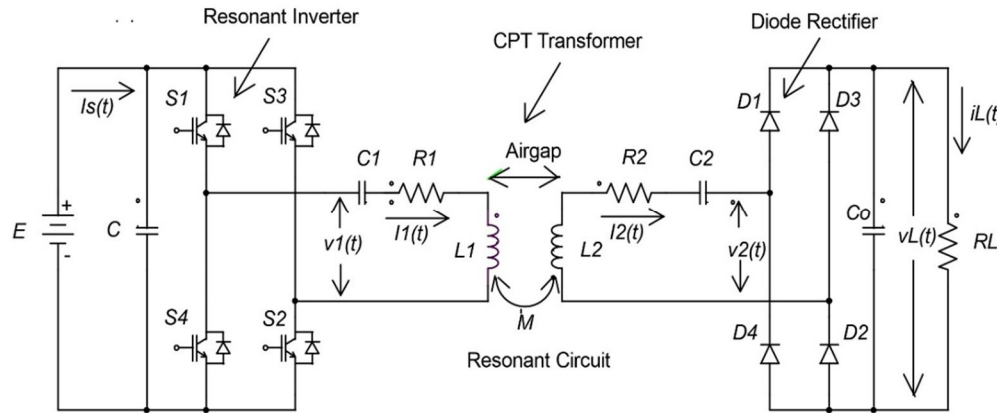 Resonant Inverter
CPT Transformer
Diode Rectifier
Is(t)
S1
S3
D1
D3
iL(t)
C1
R1
Airgap
R2
C2
E
+
-
C
v1(t)
I1(t)
L1
L2
I2(t)
v2(t)
Co
vL(t)
RL
M
S4
S2
D4
D2
Resonant Circuit